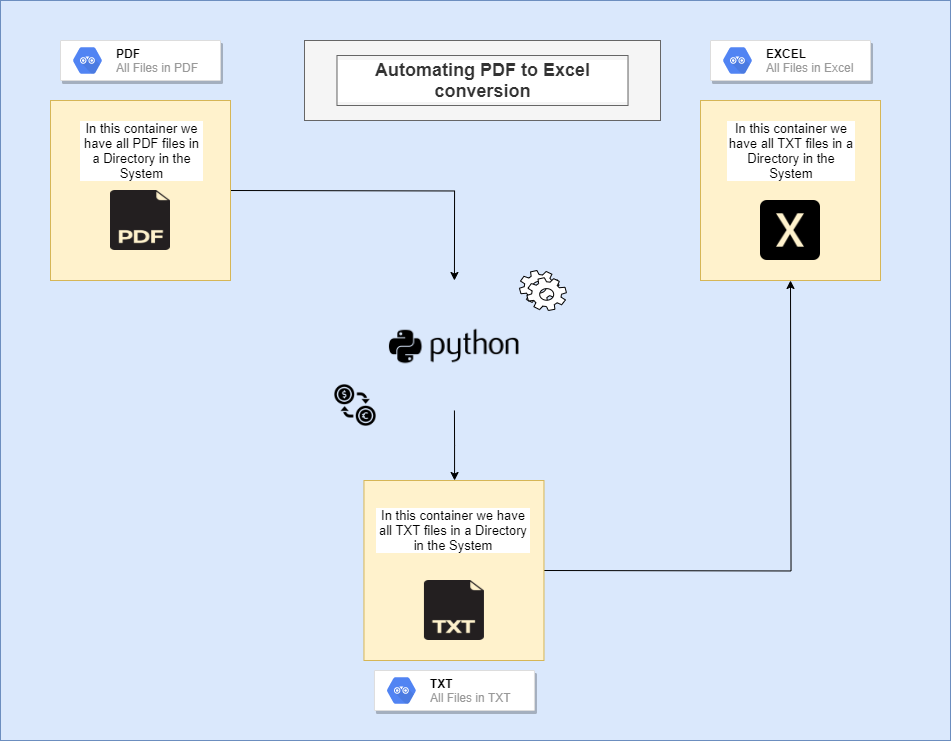 PDF
All Files in PDF
Automating PDF to Excel
conversion
EXCEL
All Files in Excel
In this container we
have all PDF files in
a Directory in the
System
PDF
In this container we
have all TXT files in a
Directory in the
System
X
python
$
€
In this container we have
all TXT files in a Directory
in the System
TXT
TXT
All Files in TXT